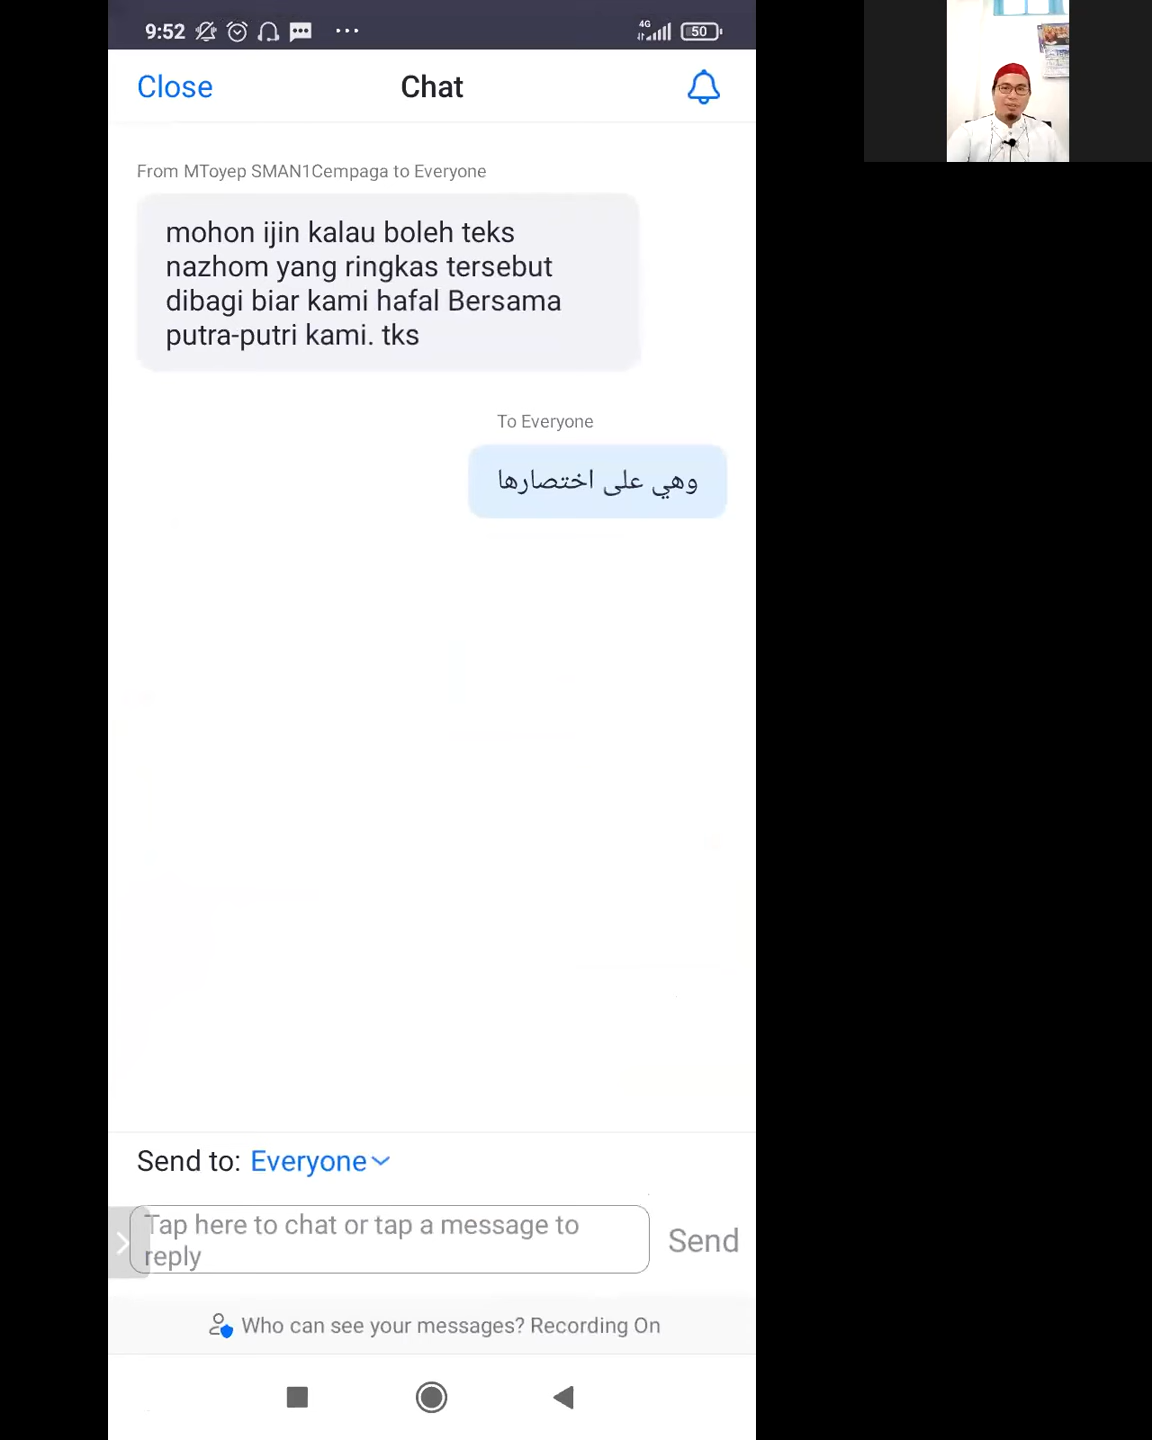 9:52
4G
50
Close
Chat
From MToyep SMAN1Cempaga to Everyone
mohon ijin kalau boleh teks
nazhom yang ringkas tersebut
dibagi biar kami hafal Bersama
putra-putri kami. tks
To Everyone
وهي على اختصارها
Send to: Everyone
Tap here to chat or tap a message to
reply
Send
Who can see your messages? Recording On